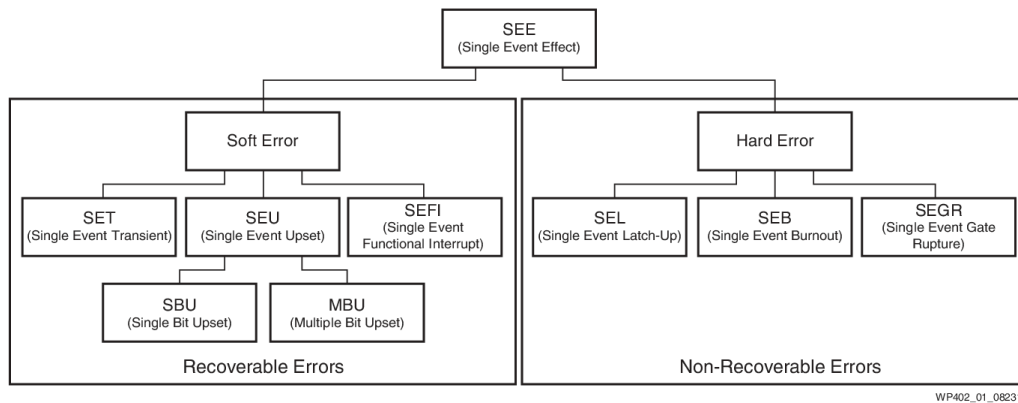 SEE
(Single Event Effect)
Soft Error
Hard Error
SET
(Single Event Transient)
SEU
(Single Event Upset)
SEFI
(Single Event
Functional Interrupt)
SEL
(Single Event Latch-Up)
SEB
(Single Event Burnout)
SEGR
(Single Event Gate
Rupture)
SBU
(Single Bit Upset)
MBU
(Multiple Bit Upset)
Recoverable Errors
Non-Recoverable Errors
WP402_01_0823